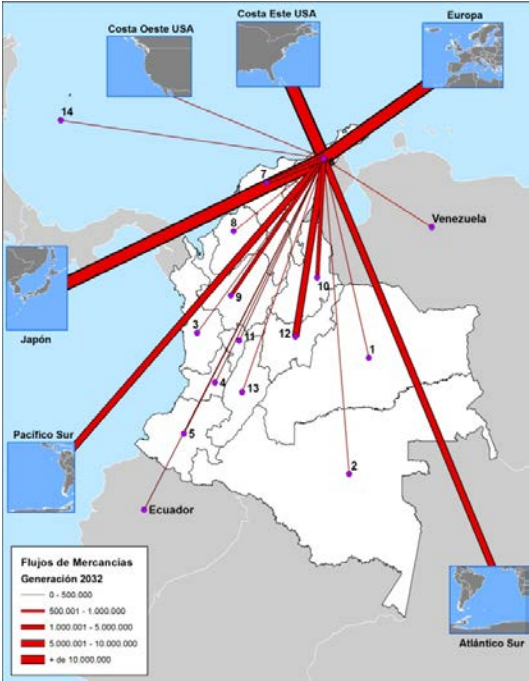 Costa Oeste USA
Costa Este USA
Europa
14
7
8
Venezuela
10
9
Japón
3
11
12
1
4
13
Pacífico Sur
5
2
Ecuador
Flujos de Mercancias
Generación 2032
0 - 500.000
500.001 - 1.000.000
1.000.001 - 5.000.000
5.000.001 - 10.000.000
+ de 10.000.000
Atlántico Sur